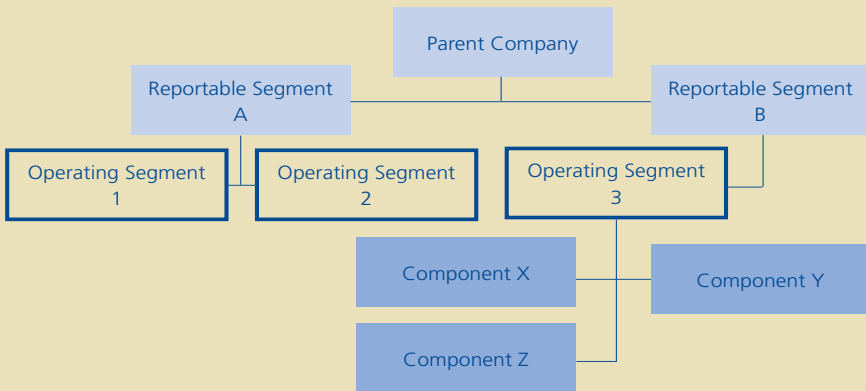 Parent Company
Reportable Segment
A
Reportable Segment
B
Operating Segment
1
Operating Segment
2
Operating Segment
3
Component X
Component Y
Component Z